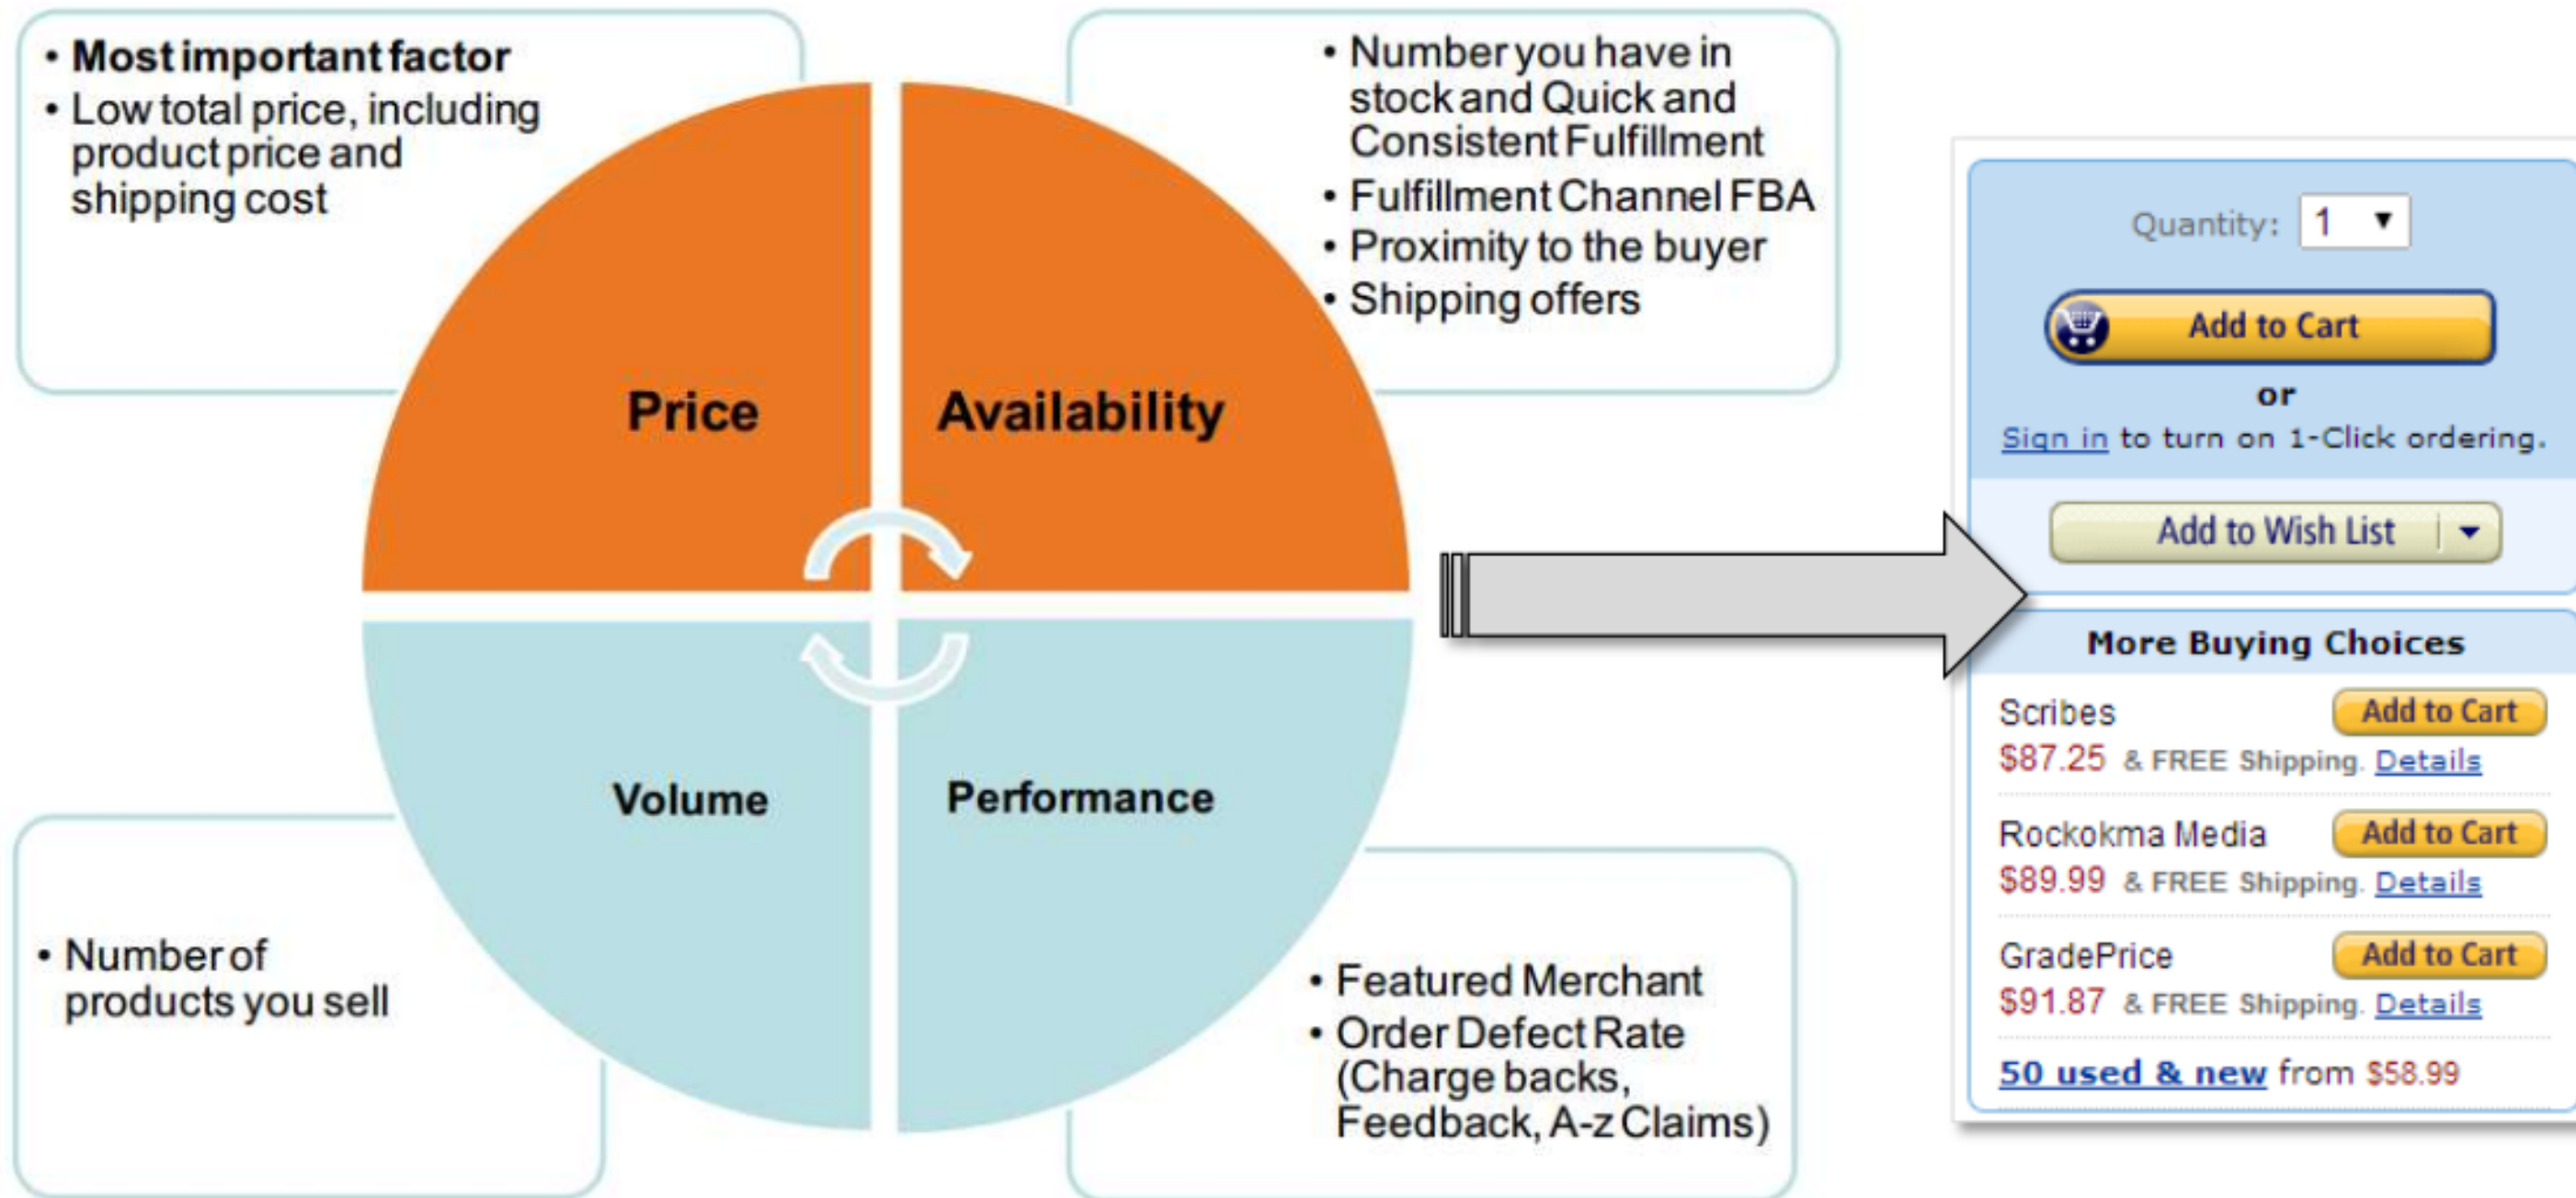 • Most important factor
• Low total price, including
product price and
shipping cost
• Number you have in
stock and Quick and
Consistent Fulfillment
• Fulfillment Channel FBA
• Proximity to the buyer
• Shipping offers
Price
Availability
Volume
Performance
• Number of
products you sell
• Featured Merchant
• Order Defect Rate
(Charge backs,
Feedback, A-z Claims)
Quantity: 1
Add to Cart
or
Sign in to turn on 1-Click ordering.
Add to Wish List
More Buying Choices
Scribes Add to Cart
$87.25 & FREE Shipping. Details
Rockokma Media Add to Cart
$89.99 & FREE Shipping. Details
GradePrice Add to Cart
$91.87 & FREE Shipping. Details
50 used & new from $58.99